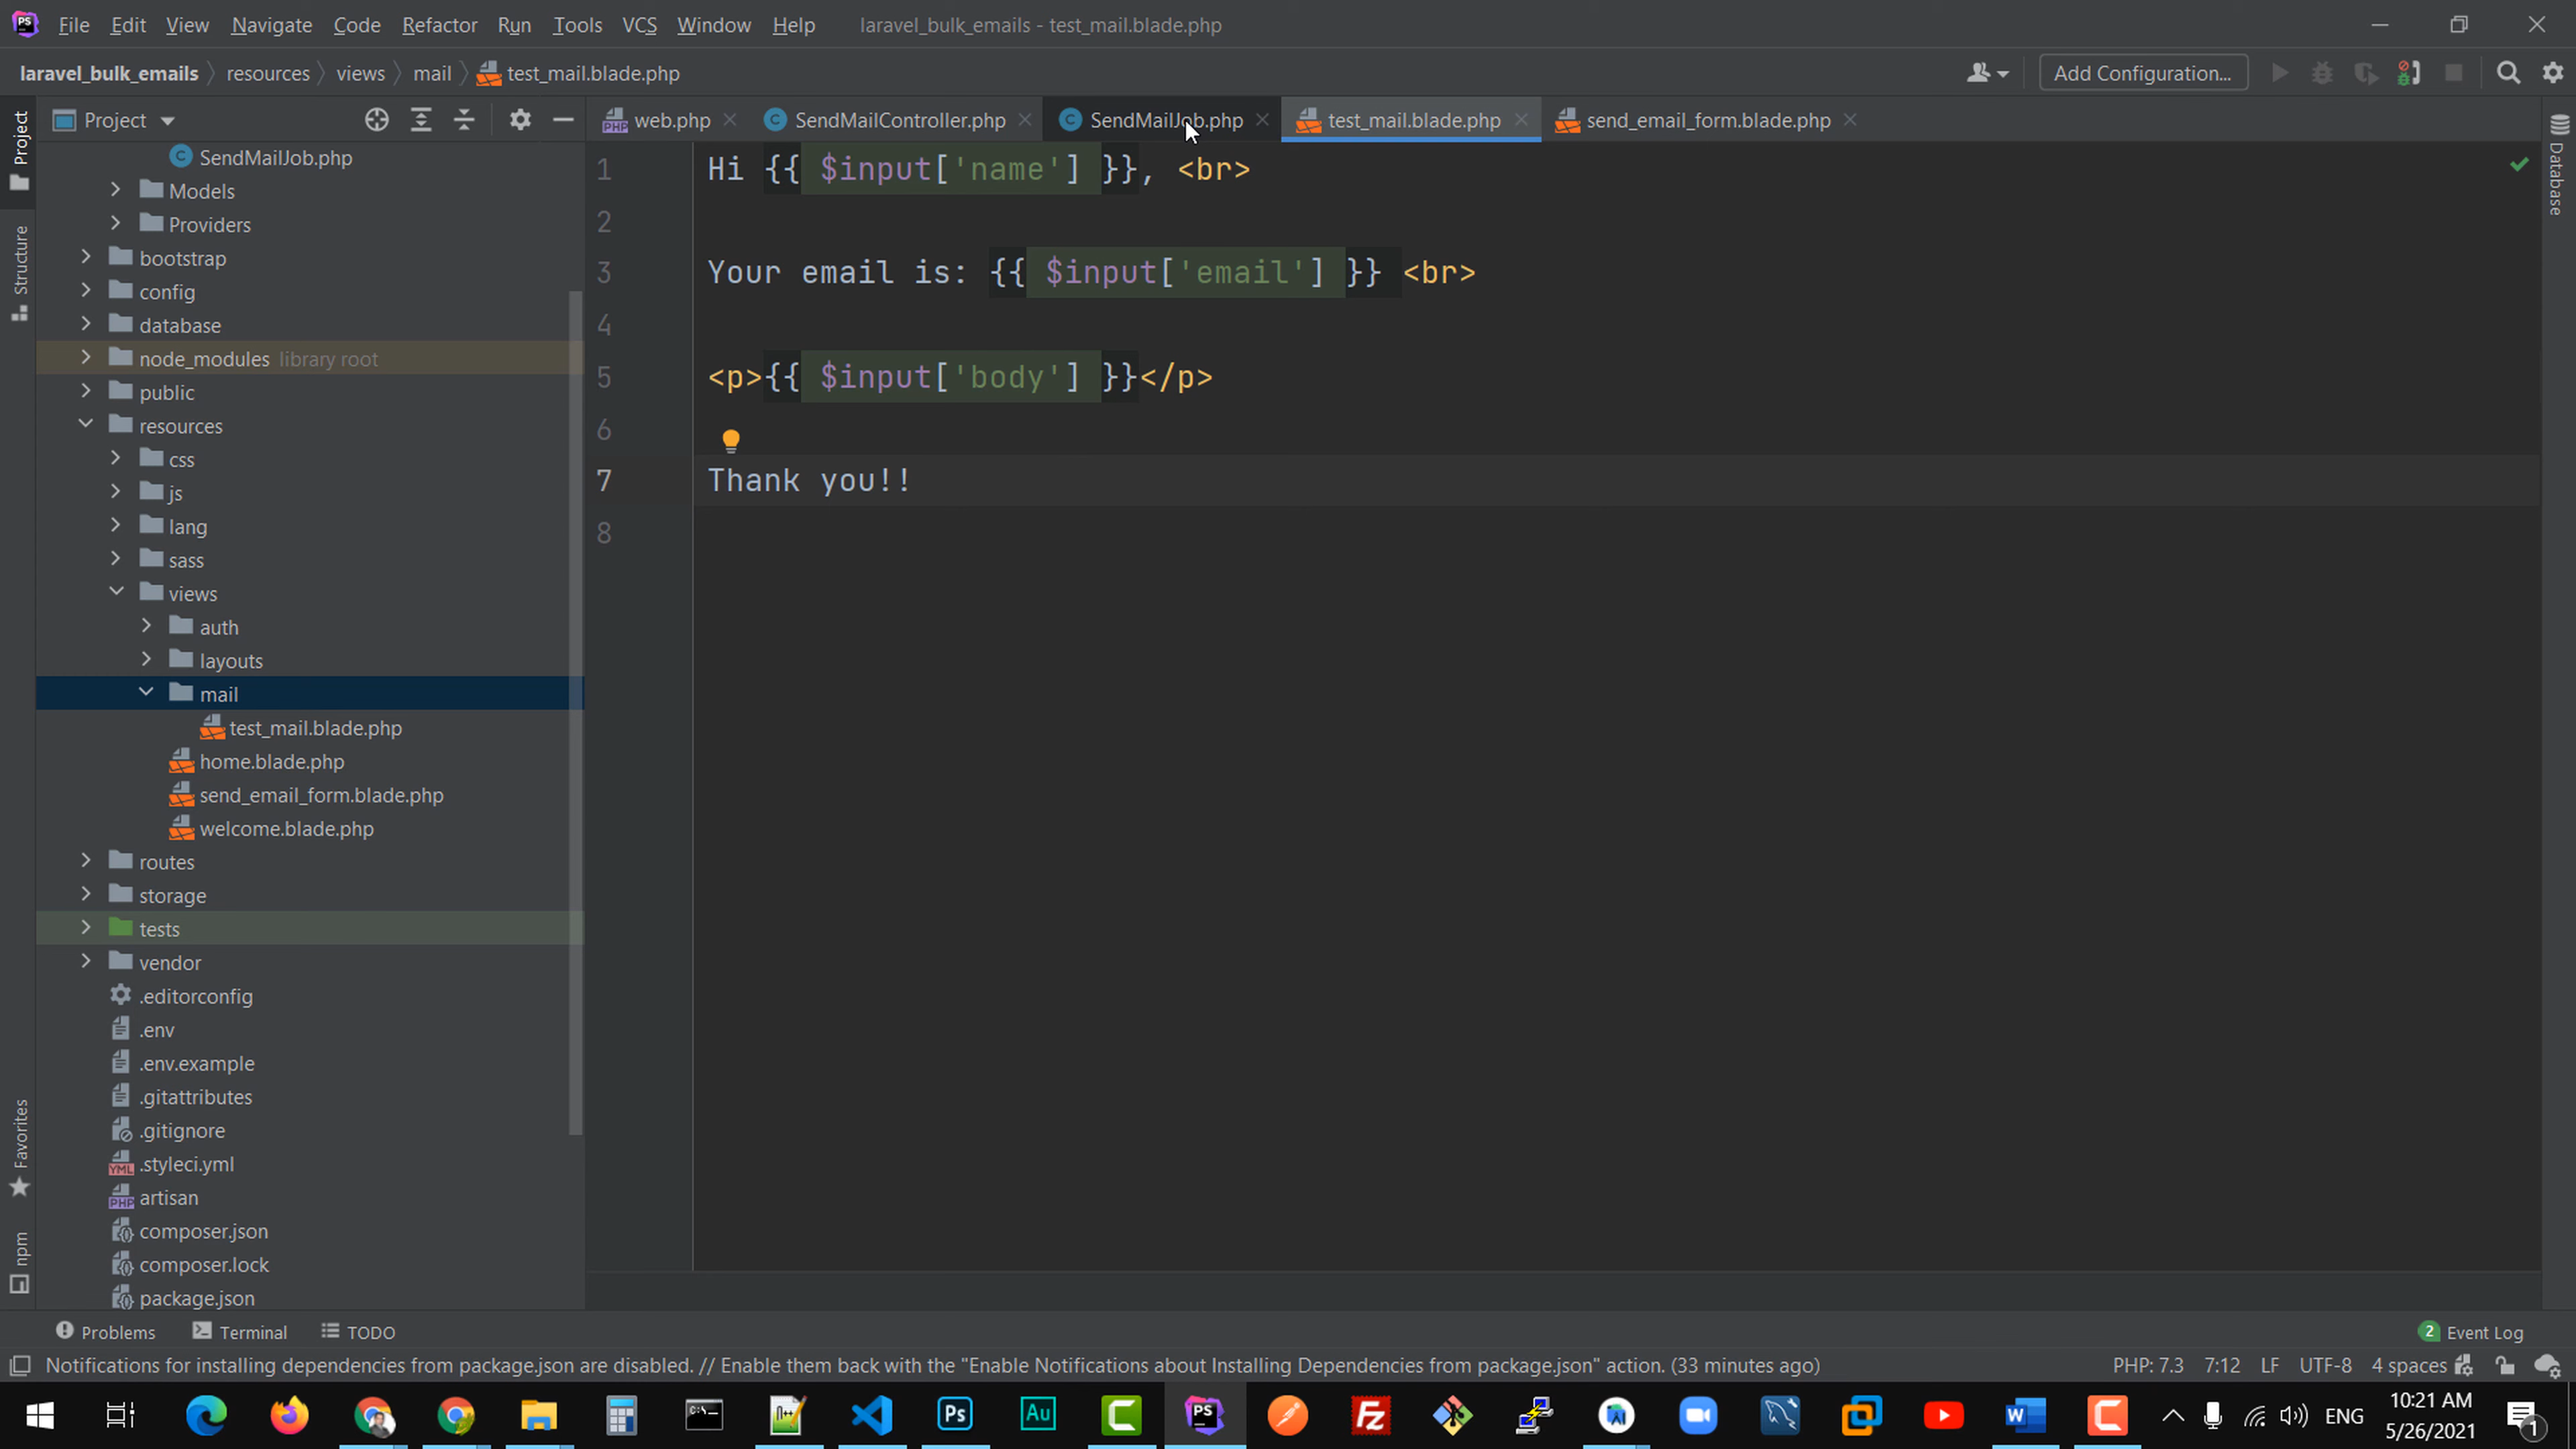 File Edit View Navigate Code Refactor Run Tools VCS Window Help laravel_bulk_emails - test_mail.blade.php
laravel_bulk_emails resources views mail test_mail.blade.php Add Configuration...
Project
web.php SendMailController.php SendMailJob.php test_mail.blade.php send_email_form.blade.php
SendMailJob.php
Models
Providers
bootstrap
config
database
node_modules library root
public
resources
css
js
lang
sass
views
auth
layouts
mail
test_mail.blade.php
home.blade.php
send_email_form.blade.php
welcome.blade.php
routes
storage
tests
vendor
.editorconfig
.env
.env.example
.gitattributes
.gitignore
.styleci.yml
artisan
composer.json
composer.lock
package.json
1 Hi {{ $input['name'] }}, <br>
2
3 Your email is: {{ $input['email'] }} <br>
4
5 <p>{{ $input['body'] }}</p>
6
7 Thank you!!
8
Project
Structure
Favorites
npm
Database
Problems Terminal TODO 2 Event Log
Notifications for installing dependencies from package.json are disabled. // Enable them back with the "Enable Notifications about Installing Dependencies from package.json" action. (33 minutes ago) PHP: 7.3 7:12 LF UTF-8 4 spaces
ENG 10:21 AM
5/26/2021